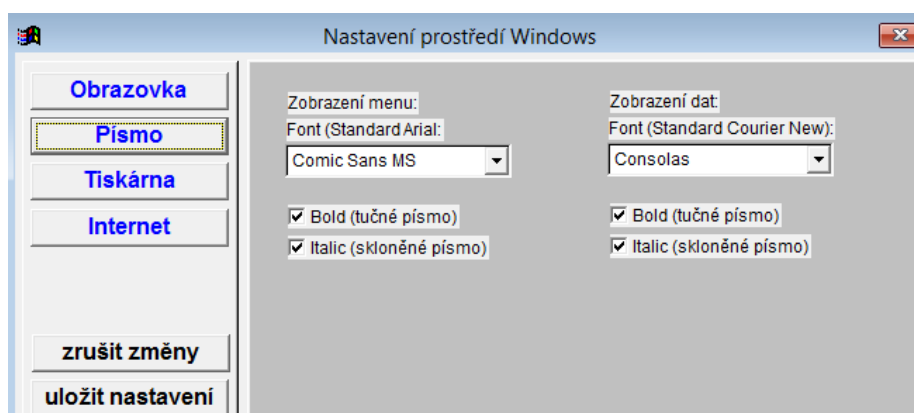 Nastavení prostředí Windows
Obrazovka
Písmo
Tiskárna
Internet
zrušit změny
uložit nastavení
Zobrazení menu:
Font (Standard Arial:
Comic Sans MS
Bold (tučné písmo)
Italic (skloněné písmo)
Zobrazení dat:
Font (Standard Courier New):
Consolas
Bold (tučné písmo)
Italic (skloněné písmo)